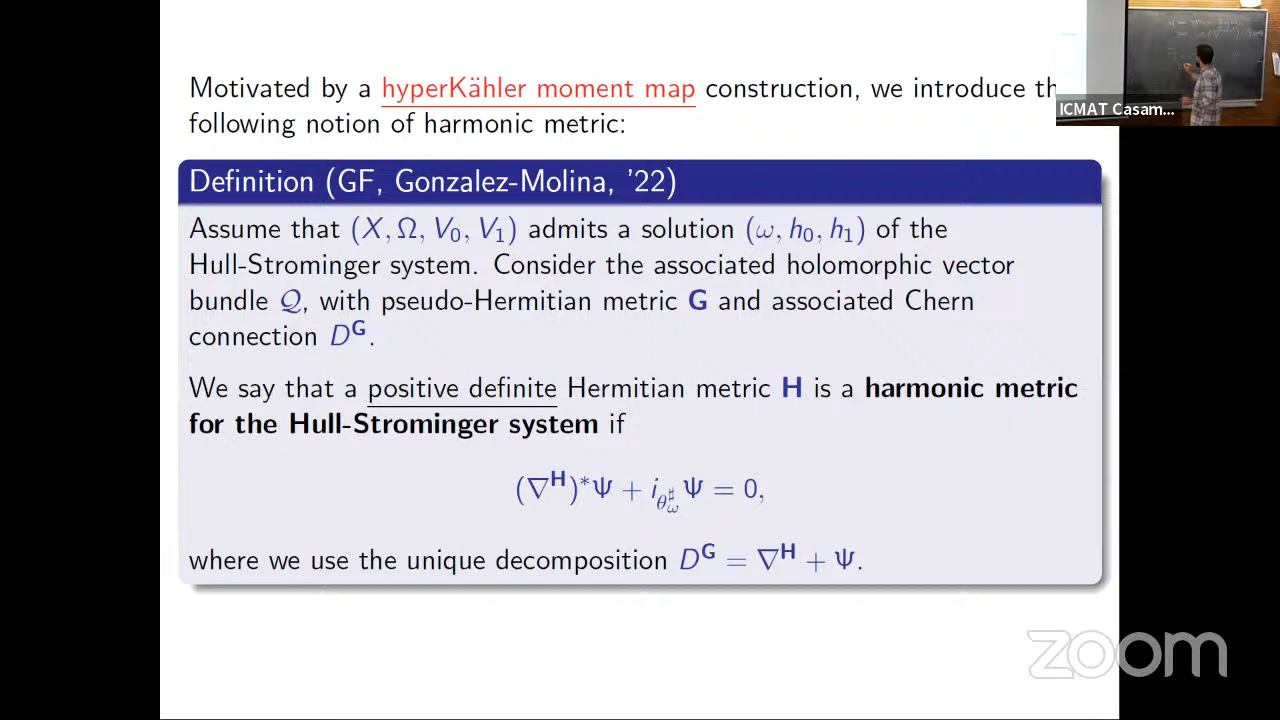 Motivated by a hyperKähler moment map construction, we introduce th
following notion of harmonic metric:
Definition (GF, Gonzalez-Molina, '22)
Assume that (X, Ω, V₀, V₁) admits a solution (ω, h₀, h₁) of the
Hull-Strominger system. Consider the associated holomorphic vector
bundle 𝒬, with pseudo-Hermitian metric G and associated Chern
connection D^G.
We say that a positive definite Hermitian metric H is a harmonic metric
for the Hull-Strominger system if
(∇^H)*Ψ + i_{θ_ω^♯}Ψ = 0,
where we use the unique decomposition D^G = ∇^H + Ψ.
ICMAT Casam...
zoom